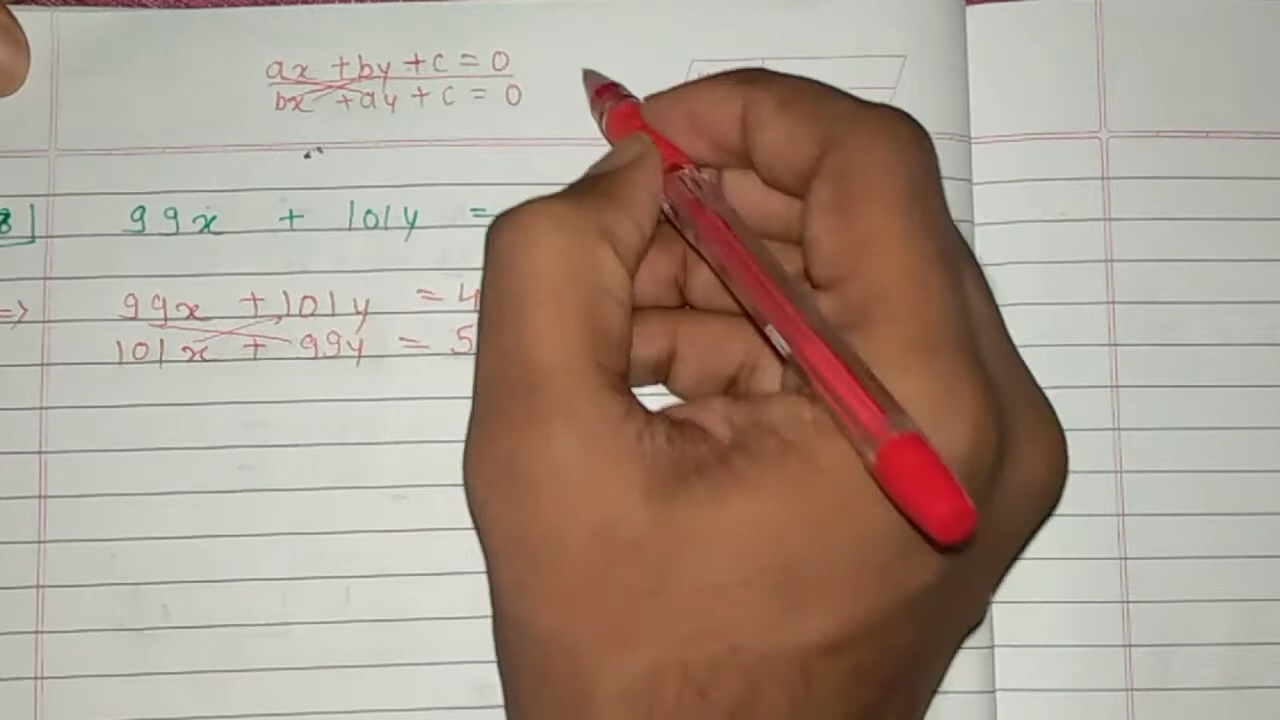 ax + by + c = 0
bx + ay + c = 0
8] 99x + 101y =
=> 99x + 101y = 4
101x + 99y = 5